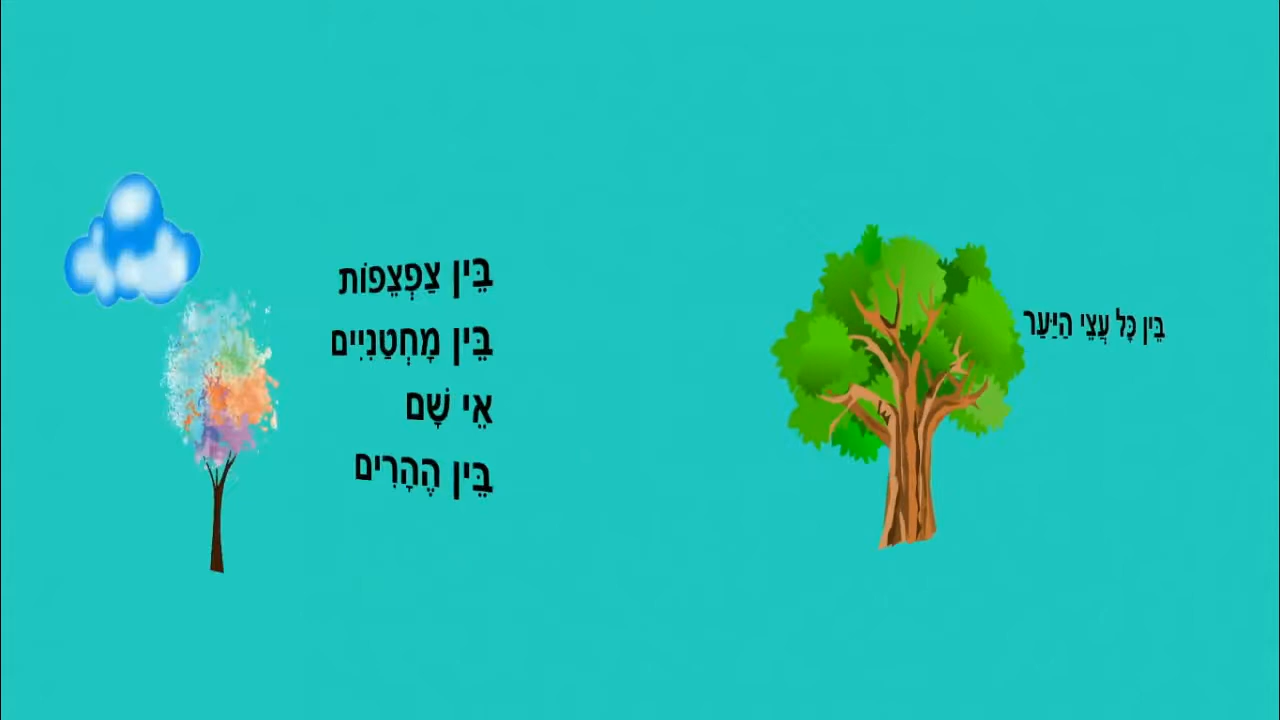 בֵּין כָּל עֲצֵי הַיַּעַר
בֵּין צַפְצֵפוֹת
בֵּין מָחְטַנְיִים
אֵי שָׁם
בֵּין הֶהָרִים